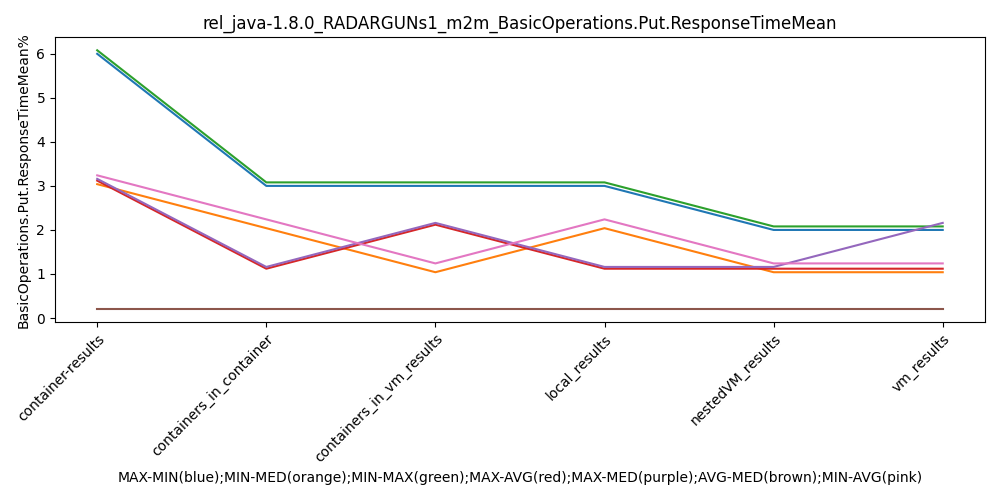 rel_java-1.8.0_RADARGUNs1_m2m_BasicOperations.Put.ResponseTimeMean
BasicOperations.Put.ResponseTimeMean%
6
5
4
3
2
1
0
container-results
containers_in_container
containers_in_vm_results
local_results
nestedVM_results
vm_results
MAX-MIN(blue);MIN-MED(orange);MIN-MAX(green);MAX-AVG(red);MAX-MED(purple);AVG-MED(brown);MIN-AVG(pink)